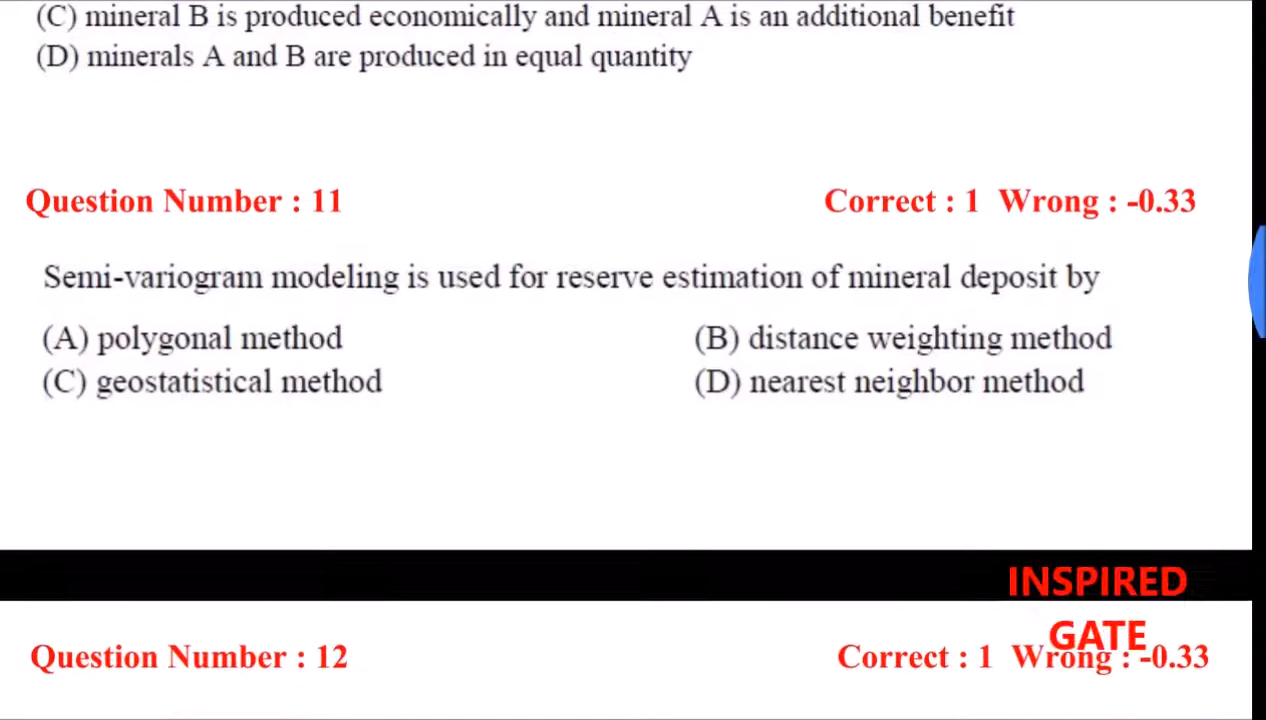 (C) mineral B is produced economically and mineral A is an additional benefit
(D) minerals A and B are produced in equal quantity
Question Number : 11 Correct : 1 Wrong : -0.33
Semi-variogram modeling is used for reserve estimation of mineral deposit by
(A) polygonal method (B) distance weighting method
(C) geostatistical method (D) nearest neighbor method
INSPIRED
GATE
Question Number : 12 Correct : 1 Wrong : -0.33